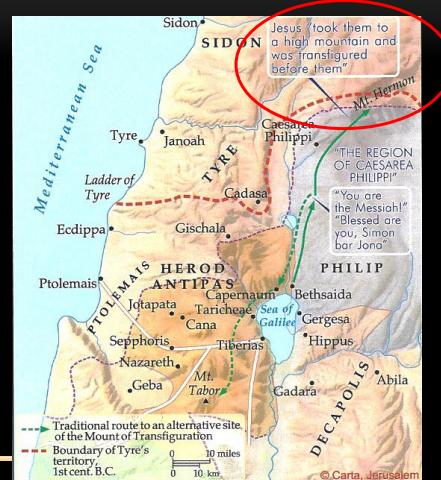 Sidon
SIDON
Jesus "took them to
a high mountain and
was transfigured
before them"
Mt. Hermon
Mediterranean Sea
Caesarea
Philippi
Tyre
Janoah
TYRE
"THE REGION
OF CAESAREA
PHILIPPI"
Ladder of
Tyre
Cadasa
"You are
the Messiah!"
"Blessed are
you, Simon
bar Jona"
Ecdippa
Gischala
PTOLEMAIS
HEROD
ANTIPAS
PHILIP
Ptolemais
Capernaum
Bethsaida
Jotapata
Taricheae
Sea of
Galilee
Cana
Gergesa
Sepphoris
Tiberias
Hippus
Nazareth
Mt.
Tabor
Geba
Gadara
Abila
DECAPOLIS
Traditional route to an alternative site
of the Mount of Transfiguration
Boundary of Tyre's
territory,
1st cent. B.C.
0 10 miles
0 10 km
© Carta, Jerusalem